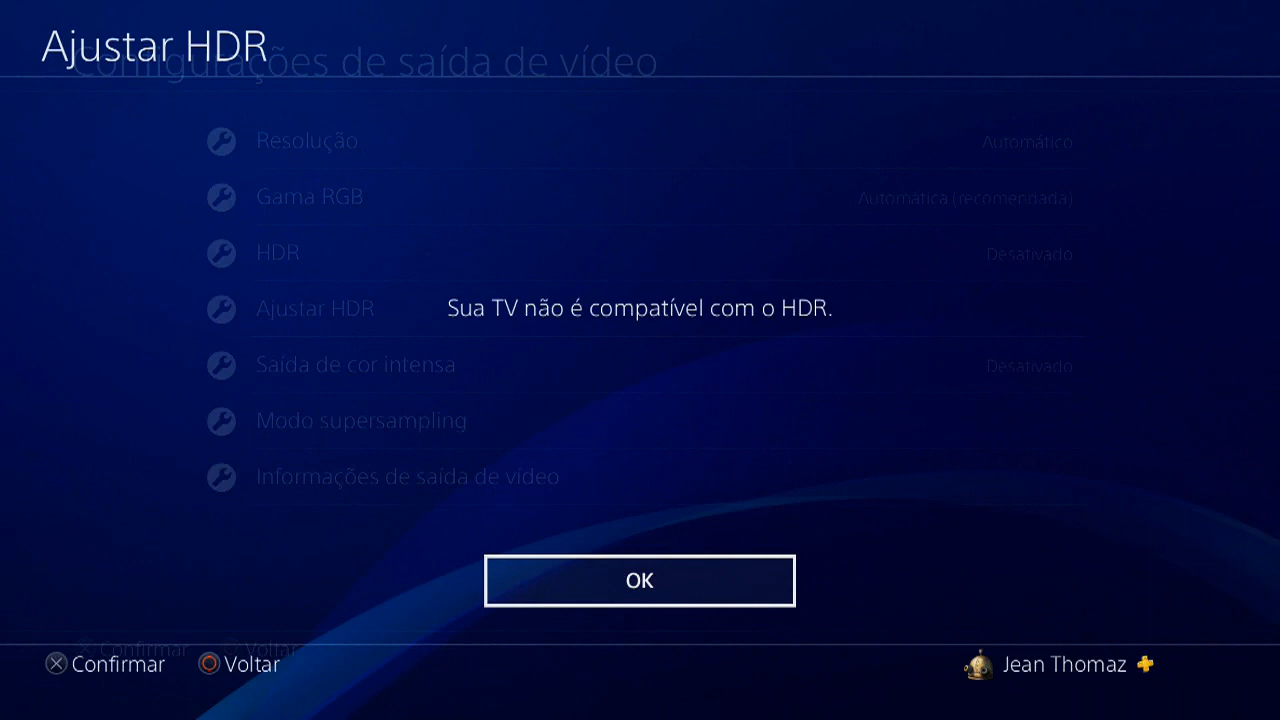 Ajustar HDR
Configurações de saída de vídeo
Resolução Automático
Gama RGB Automática (recomendada)
HDR Desativado
Ajustar HDR
Sua TV não é compatível com o HDR.
Saída de cor intensa Desativado
Modo supersampling
Informações de saída de vídeo
OK
Confirmar Voltar
Confirmar Voltar Jean Thomaz